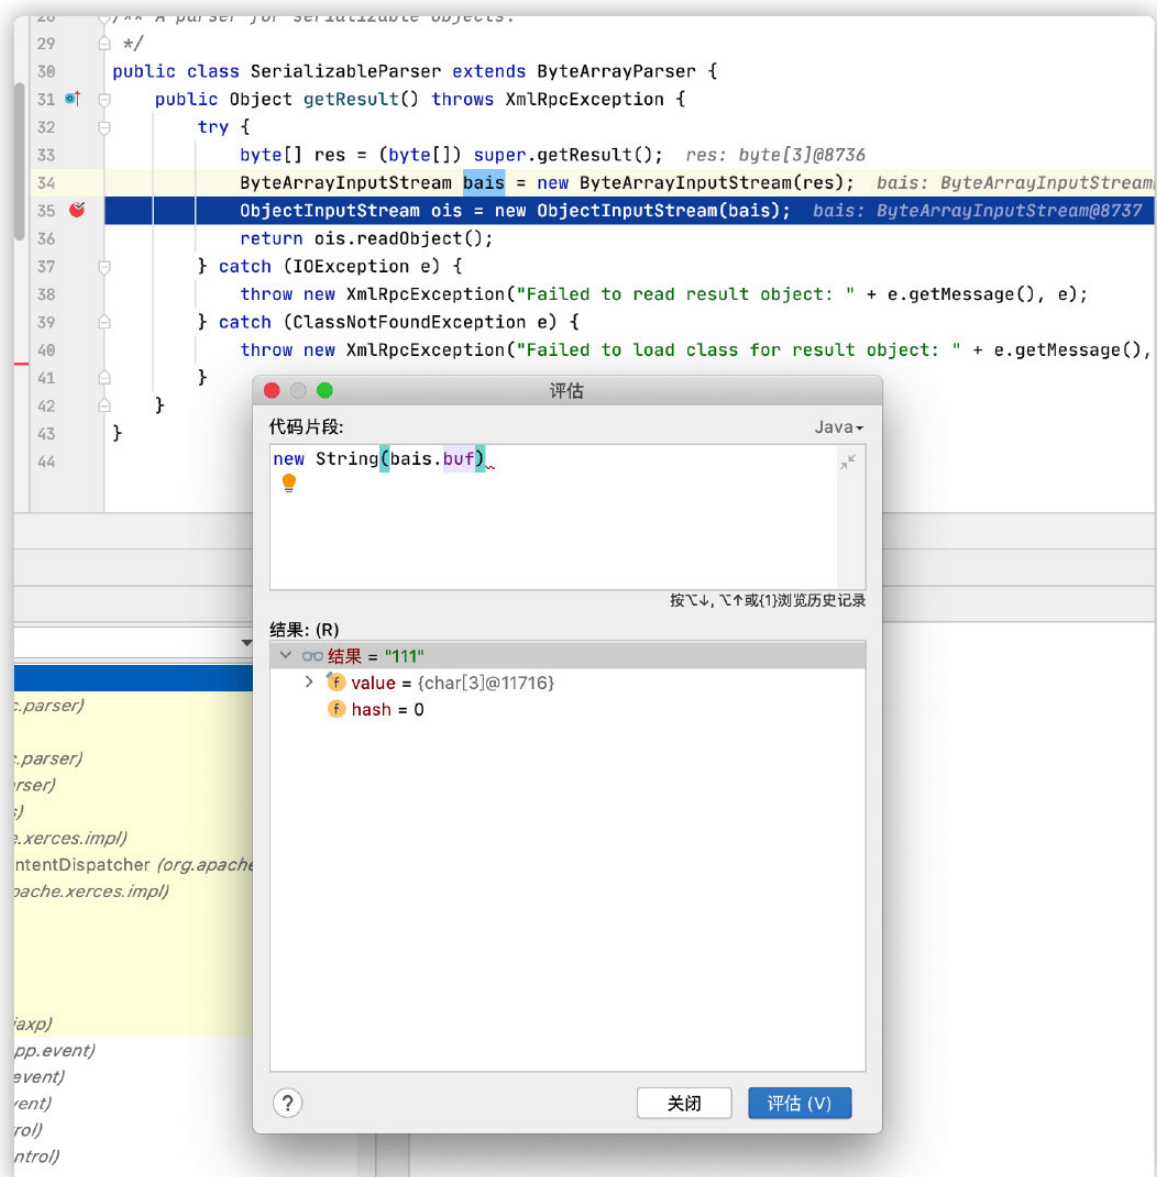 28 /** A parser for serializable objects.
29 */
30 public class SerializableParser extends ByteArrayParser {
31 public Object getResult() throws XmlRpcException {
32 try {
33 byte[] res = (byte[]) super.getResult(); res: byte[3]@8736
34 ByteArrayInputStream bais = new ByteArrayInputStream(res); bais: ByteArrayInputStream
35 ObjectInputStream ois = new ObjectInputStream(bais); bais: ByteArrayInputStream@8737
36 return ois.readObject();
37 } catch (IOException e) {
38 throw new XmlRpcException("Failed to read result object: " + e.getMessage(), e);
39 } catch (ClassNotFoundException e) {
40 throw new XmlRpcException("Failed to load class for result object: " + e.getMessage(),
41 }
42 }
43 }
44
评估
代码片段:
Java
new String(bais.buf)
按⌥↓, ⌥↑或{1}浏览历史记录
结果: (R)
结果 = "111"
f value = {char[3]@11716}
f hash = 0
c.parser)
c.parser)
rser)
s)
e.xerces.impl)
ntentDispatcher (org.apache
pache.xerces.impl)
jaxp)
pp.event)
event)
vent)
rol)
ntrol)
?
关闭
评估 (V)